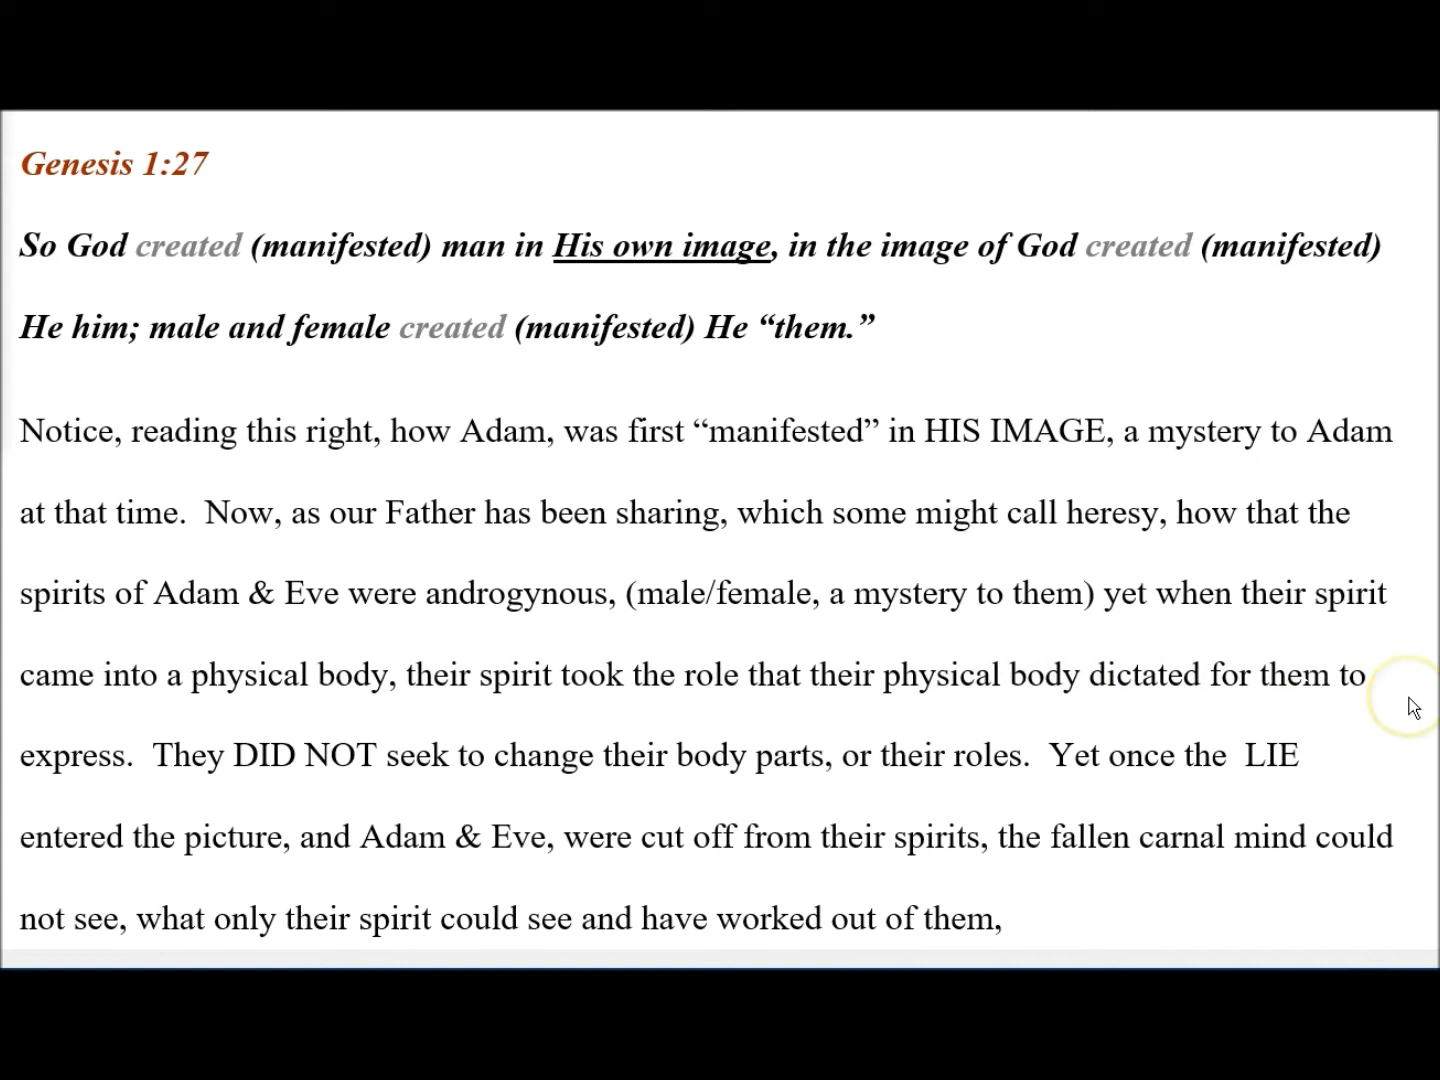 Genesis 1:27
So God created (manifested) man in His own image, in the image of God created (manifested)
He him; male and female created (manifested) He “them.”
Notice, reading this right, how Adam, was first “manifested” in HIS IMAGE, a mystery to Adam
at that time.  Now, as our Father has been sharing, which some might call heresy, how that the
spirits of Adam & Eve were androgynous, (male/female, a mystery to them) yet when their spirit
came into a physical body, their spirit took the role that their physical body dictated for them to
express.  They DID NOT seek to change their body parts, or their roles.  Yet once the  LIE
entered the picture, and Adam & Eve, were cut off from their spirits, the fallen carnal mind could
not see, what only their spirit could see and have worked out of them,